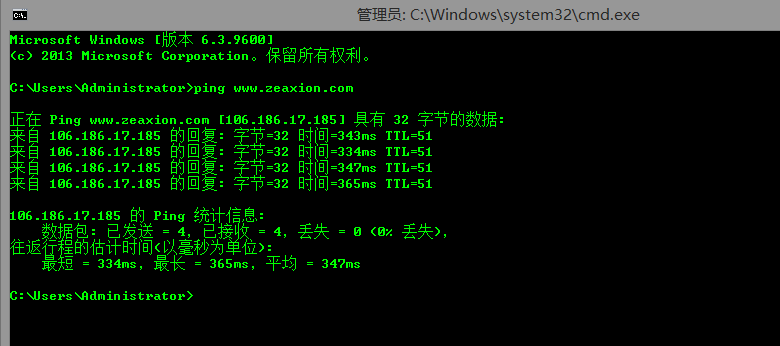 管理员: C:\Windows\system32\cmd.exe
Microsoft Windows [版本 6.3.9600]
(c) 2013 Microsoft Corporation。保留所有权利。
C:\Users\Administrator>ping www.zeaxion.com
正在 Ping www.zeaxion.com [106.186.17.185] 具有 32 字节的数据:
来自 106.186.17.185 的回复: 字节=32 时间=343ms TTL=51
来自 106.186.17.185 的回复: 字节=32 时间=334ms TTL=51
来自 106.186.17.185 的回复: 字节=32 时间=347ms TTL=51
来自 106.186.17.185 的回复: 字节=32 时间=365ms TTL=51
106.186.17.185 的 Ping 统计信息:
数据包: 已发送 = 4，已接收 = 4，丢失 = 0 (0% 丢失)，
往返行程的估计时间(以毫秒为单位):
最短 = 334ms，最长 = 365ms，平均 = 347ms
C:\Users\Administrator>